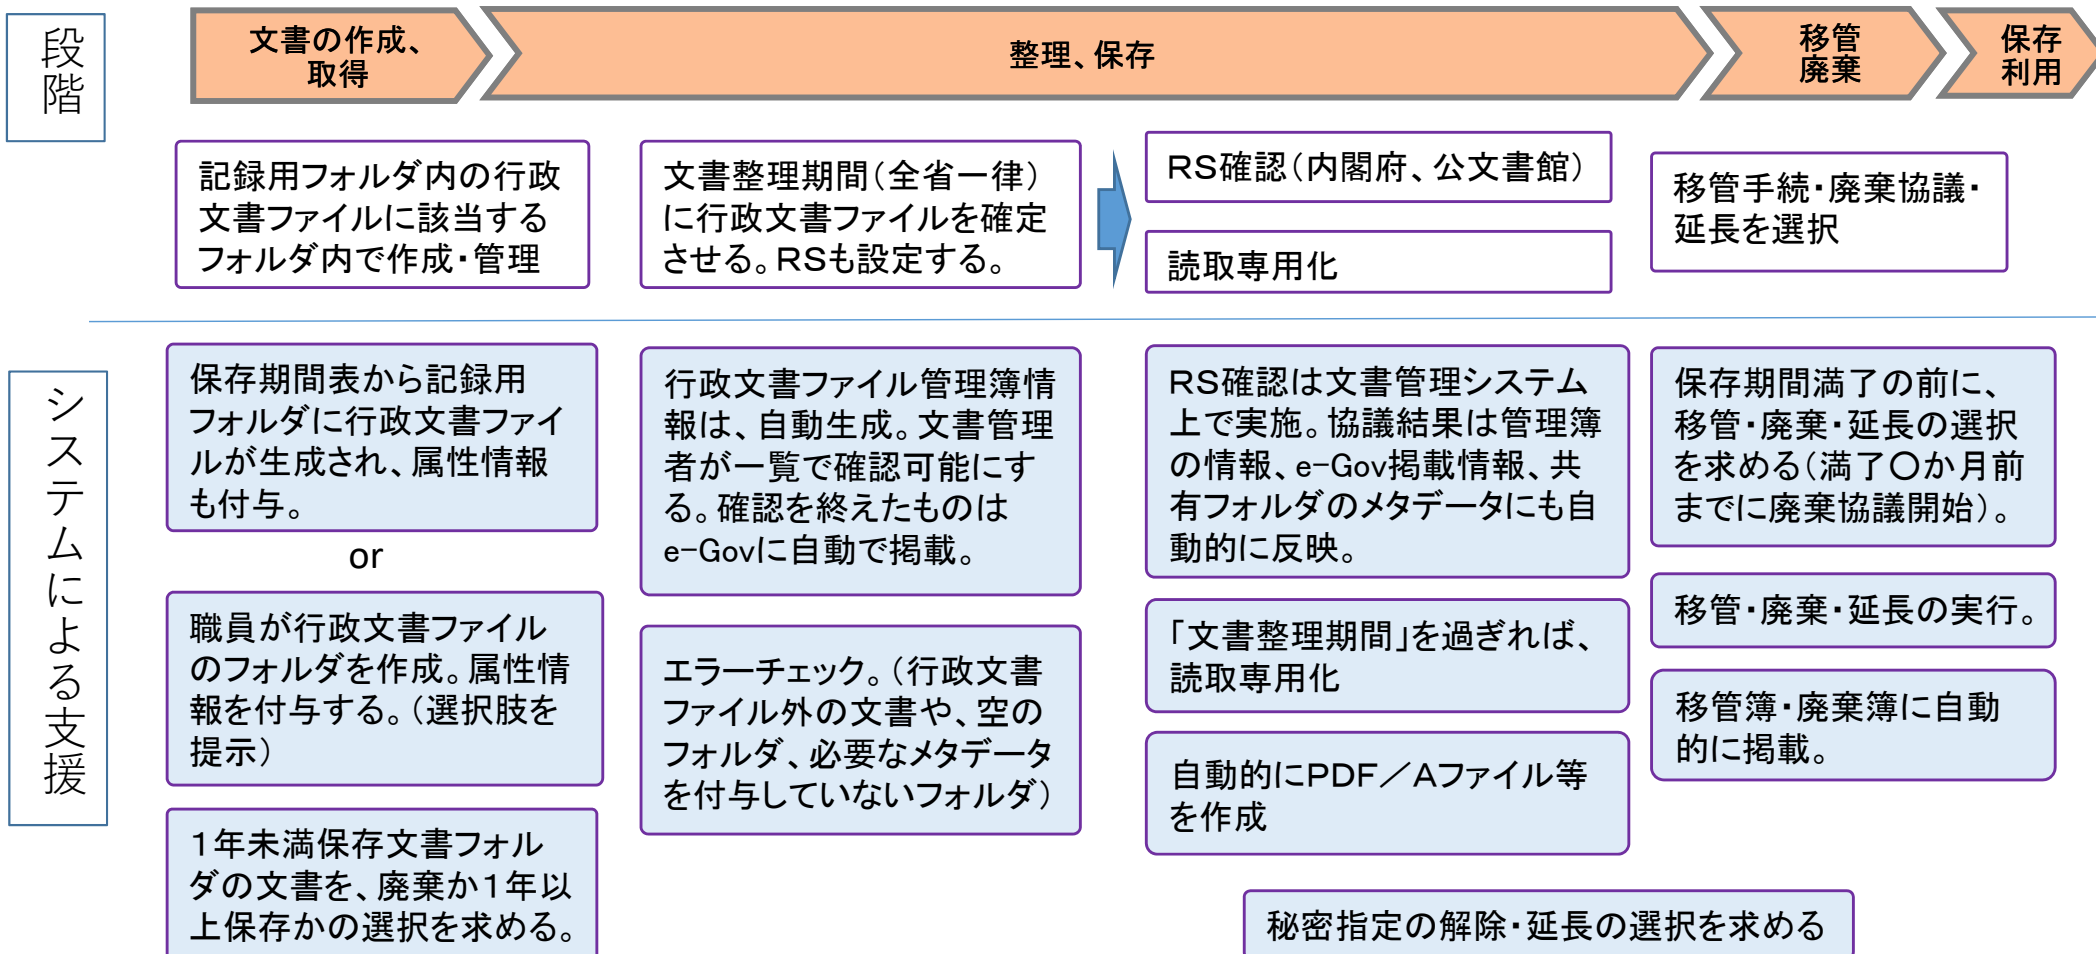 段階
文書の作成、
取得
整理、保存
移管
廃棄
保存
利用
記録用フォルダ内の行政
文書ファイルに該当する
フォルダ内で作成・管理
文書整理期間（全省一律）
に行政文書ファイルを確定
させる。RSも設定する。
RS確認（内閣府、公文書館）
読取専用化
移管手続・廃棄協議・
延長を選択
システムによる支援
保存期間表から記録用
フォルダに行政文書ファイ
ルが生成され、属性情報
も付与。
or
職員が行政文書ファイル
のフォルダを作成。属性情
報を付与する。（選択肢を
提示）
１年未満保存文書フォル
ダの文書を、廃棄か１年以
上保存かの選択を求める。
行政文書ファイル管理簿情
報は、自動生成。文書管理
者が一覧で確認可能にす
る。確認を終えたものは
e-Govに自動で掲載。
エラーチェック。（行政文書
ファイル外の文書や、空の
フォルダ、必要なメタデータ
を付与していないフォルダ）
RS確認は文書管理システム
上で実施。協議結果は管理簿
の情報、e-Gov掲載情報、共
有フォルダのメタデータにも自
動的に反映。
「文書整理期間」を過ぎれば、
読取専用化
自動的にPDF／Aファイル等
を作成
保存期間満了の前に、
移管・廃棄・延長の選択
を求める（満了〇か月前
までに廃棄協議開始）。
移管・廃棄・延長の実行。
移管簿・廃棄簿に自動
的に掲載。
秘密指定の解除・延長の選択を求める